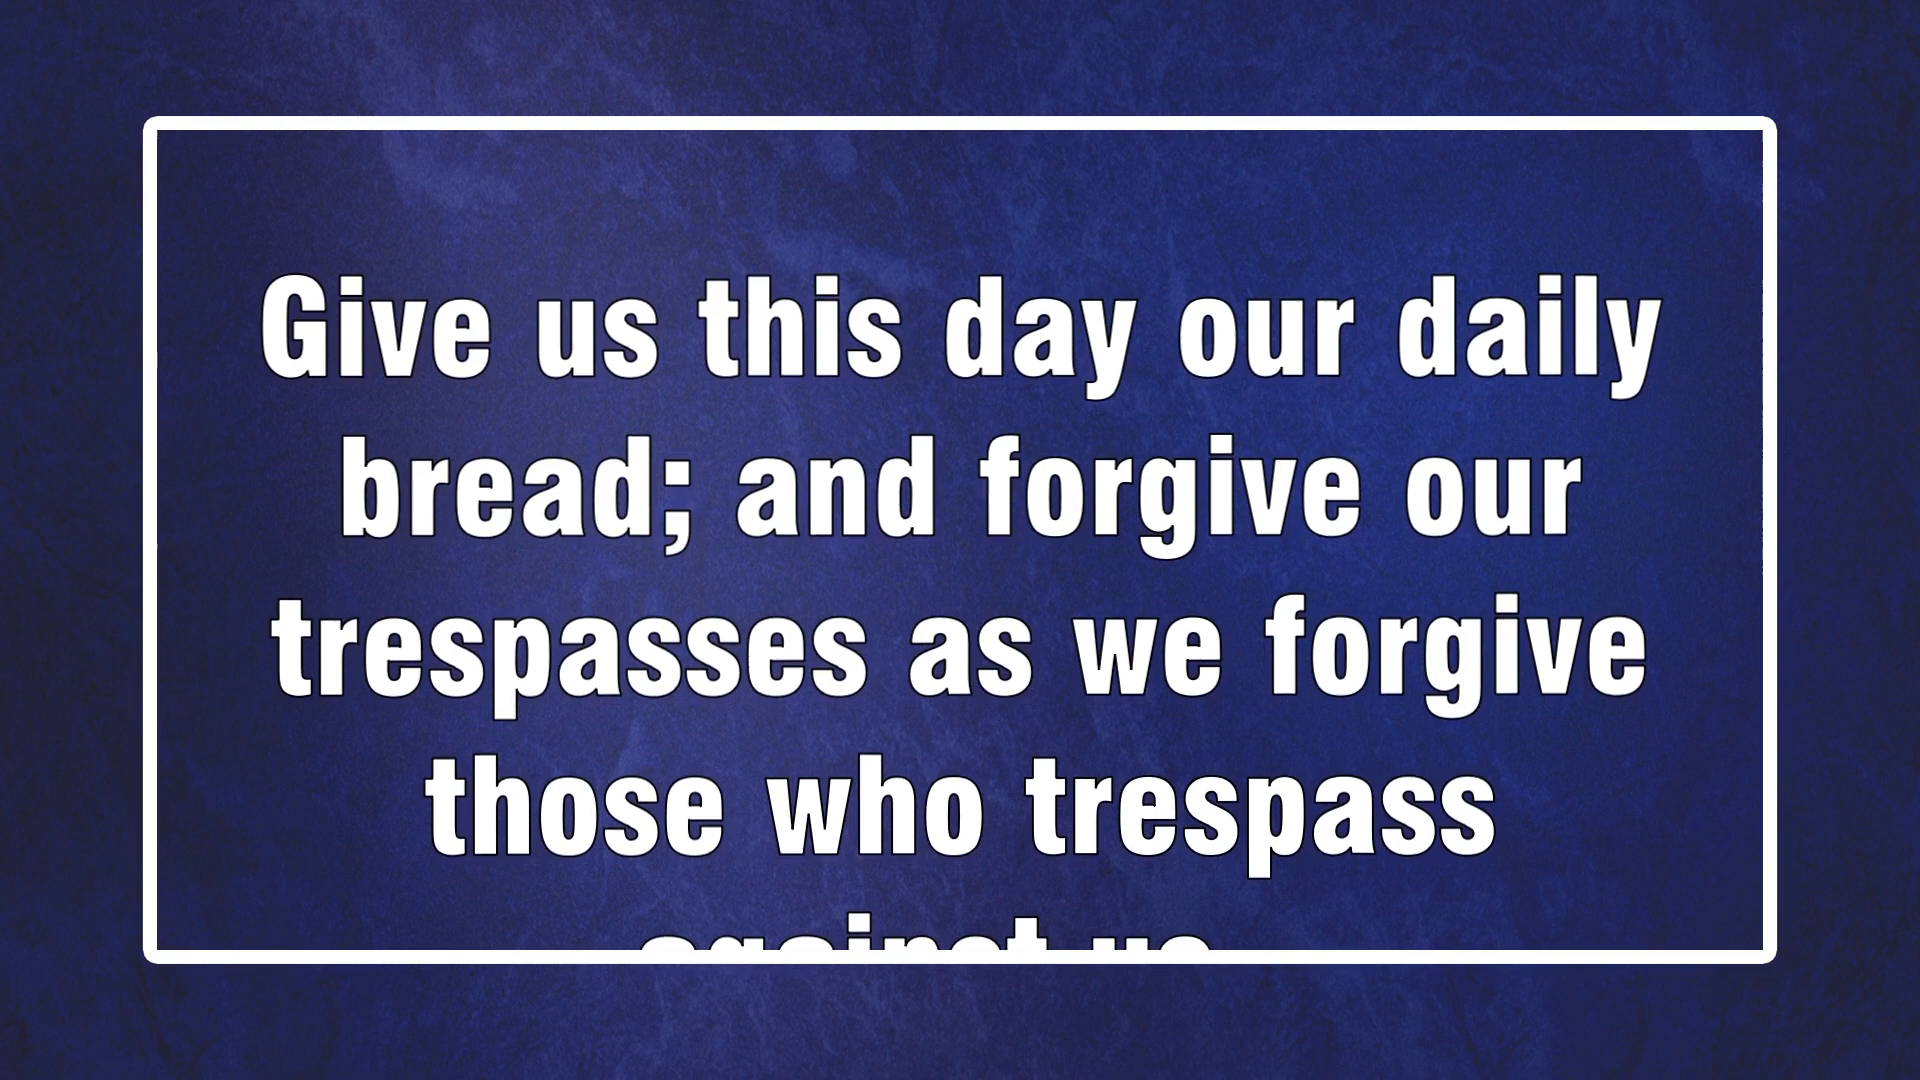 Give us this day our daily
bread; and forgive our
trespasses as we forgive
those who trespass
against us